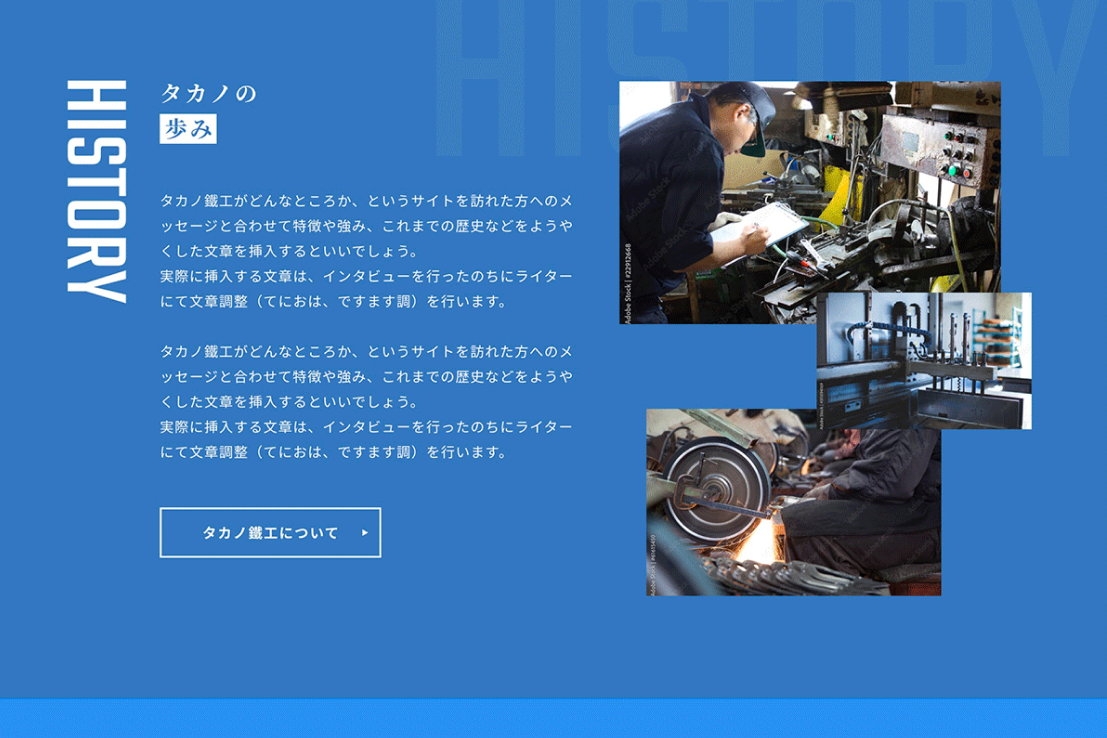 HISTORY
HISTORY
タカノの
歩み
タカノ鐵工がどんなところか、というサイトを訪れた方へのメ
ッセージと合わせて特徴や強み、これまでの歴史などをようや
くした文章を挿入するといいでしょう。
実際に挿入する文章は、インタビューを行ったのちにライター
にて文章調整（てにおは、ですます調）を行います。
タカノ鐵工がどんなところか、というサイトを訪れた方へのメ
ッセージと合わせて特徴や強み、これまでの歴史などをようや
くした文章を挿入するといいでしょう。
実際に挿入する文章は、インタビューを行ったのちにライター
にて文章調整（てにおは、ですます調）を行います。
タカノ鐵工について
Adobe Stock | #22912668